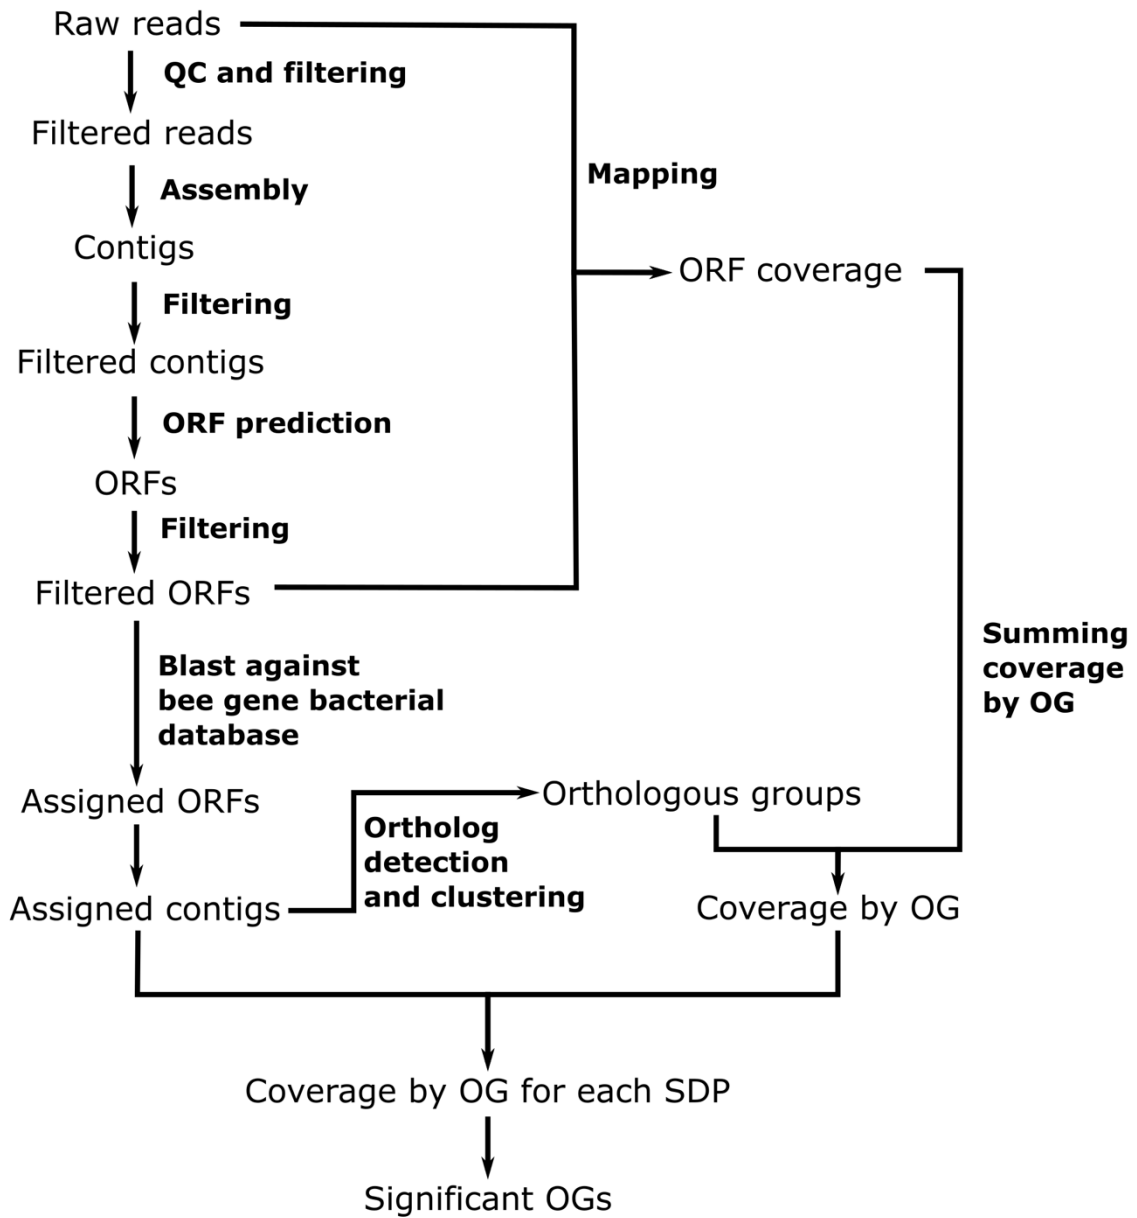 Raw reads
QC and filtering
Filtered reads
Mapping
Assembly
Contigs
ORF coverage
Filtering
Filtered contigs
ORF prediction
ORFs
Filtering
Filtered ORFs
Summing
coverage
by OG
Blast against
bee gene bacterial
database
Assigned ORFs
Orthologous groups
Ortholog
detection
and clustering
Assigned contigs
Coverage by OG
Coverage by OG for each SDP
Significant OGs